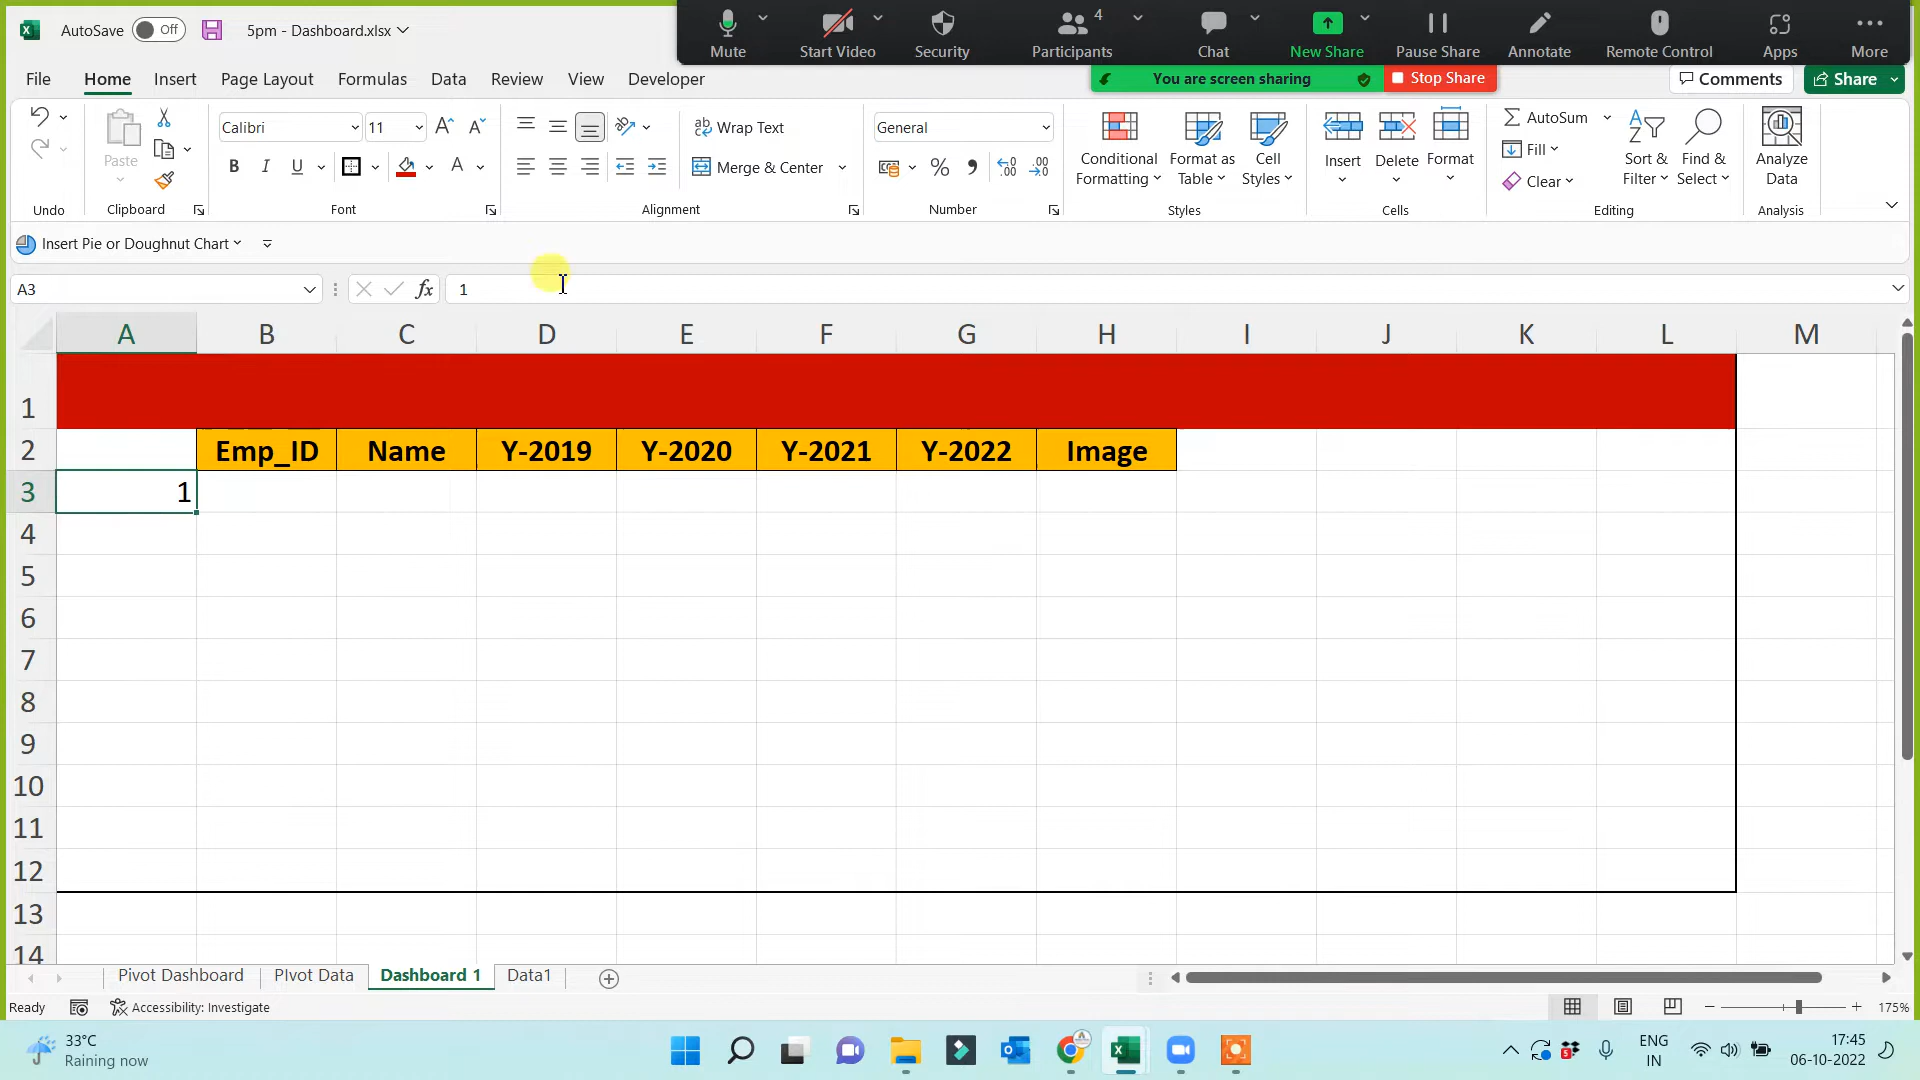 AutoSave Off 5pm - Dashboard.xlsx
Mute Start Video Security Participants 4 Chat New Share Pause Share Annotate Remote Control Apps More
You are screen sharing Stop Share
File Home Insert Page Layout Formulas Data Review View Developer Comments Share
Calibri 11 Wrap Text General
Paste B I U Merge & Center
Conditional Formatting Format as Table Cell Styles Insert Delete Format
AutoSum Fill Clear Sort & Filter Find & Select Analyze Data
Undo Clipboard Font Alignment Number Styles Cells Editing Analysis
Insert Pie or Doughnut Chart
A3 fx 1
A B C D E F G H I J K L M
1
2 Emp_ID Name Y-2019 Y-2020 Y-2021 Y-2022 Image
3 1
4
5
6
7
8
9
10
11
12
13
14
Pivot Dashboard PIvot Data Dashboard 1 Data1
Ready Accessibility: Investigate 175%
33°C ENG 17:45
Raining now IN 06-10-2022